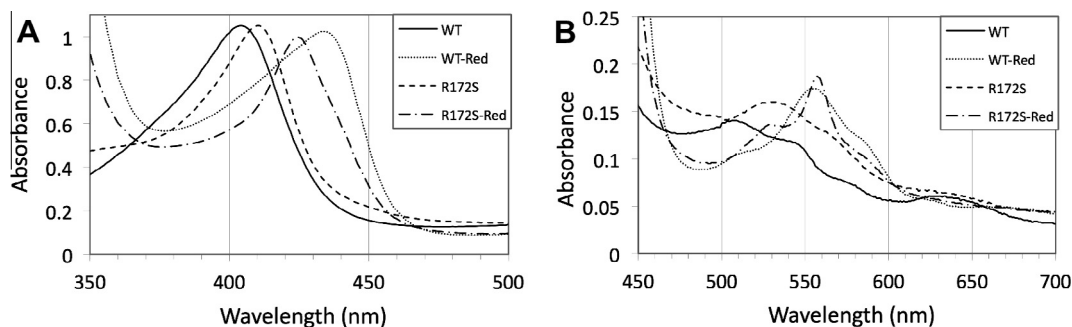 A
Absorbance
1
0.8
0.6
0.4
0.2
0
350
400
450
500
Wavelength (nm)
WT
WT-Red
R172S
R172S-Red
B
Absorbance
0.25
0.2
0.15
0.1
0.05
0
450
500
550
600
650
700
Wavelength (nm)
WT
WT-Red
R172S
R172S-Red